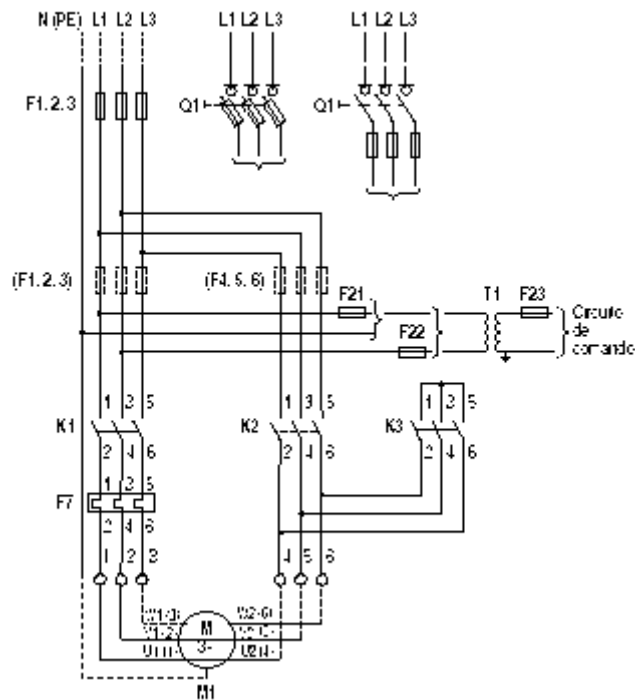 N (PE) L1 L2 L3
L1 L2 L3
L1 L2 L3
F1. 2. 3
Q1
Q1
(F1. 2. 3)
(F4. 5. 6)
F21
T1
F23
F22
Circuito
de
comando
1 3 5
1 3 5
1 3 5
K1
K2
K3
2 4 6
2 4 6
2 4 6
1 3 5
F7
2 4 6
1 2 3
4 5 6
M
3~
M1